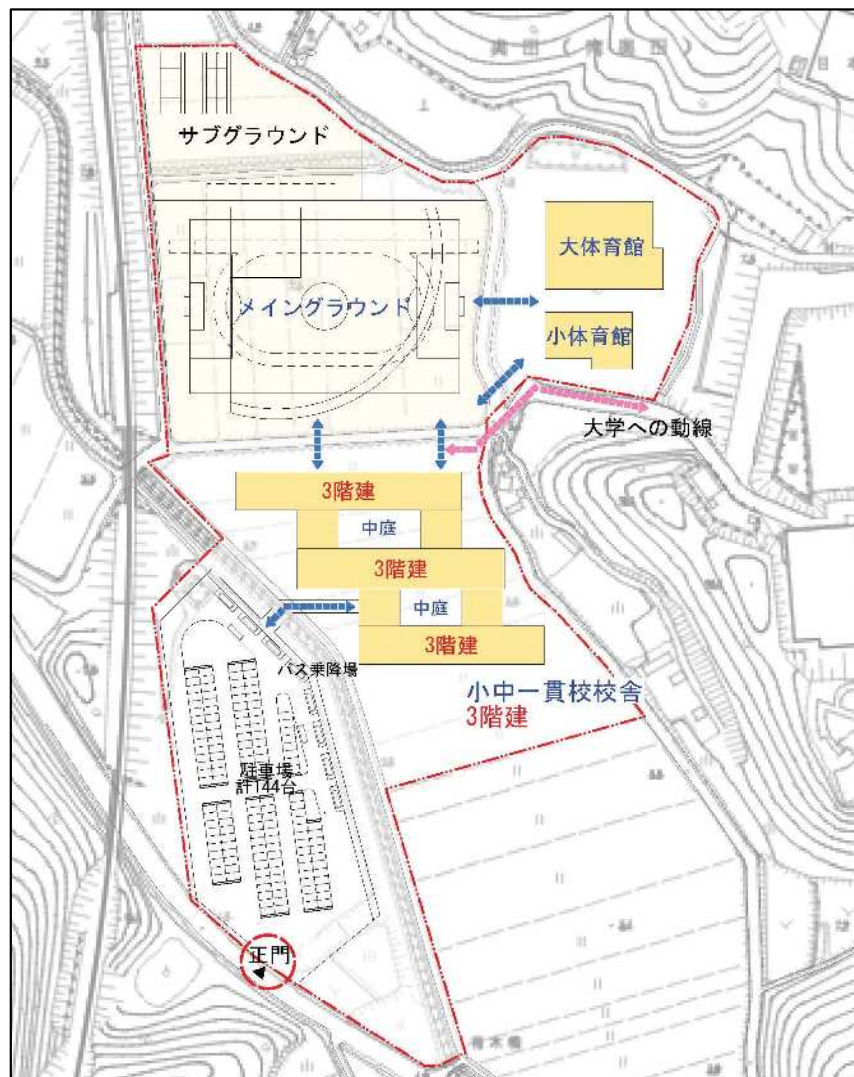 サブグラウンド
大体育館
メイングラウンド
小体育館
大学への動線
3階建
中庭
3階建
中庭
3階建
バス乗降場
小中一貫校校舎
3階建
駐車場
計144台
正門